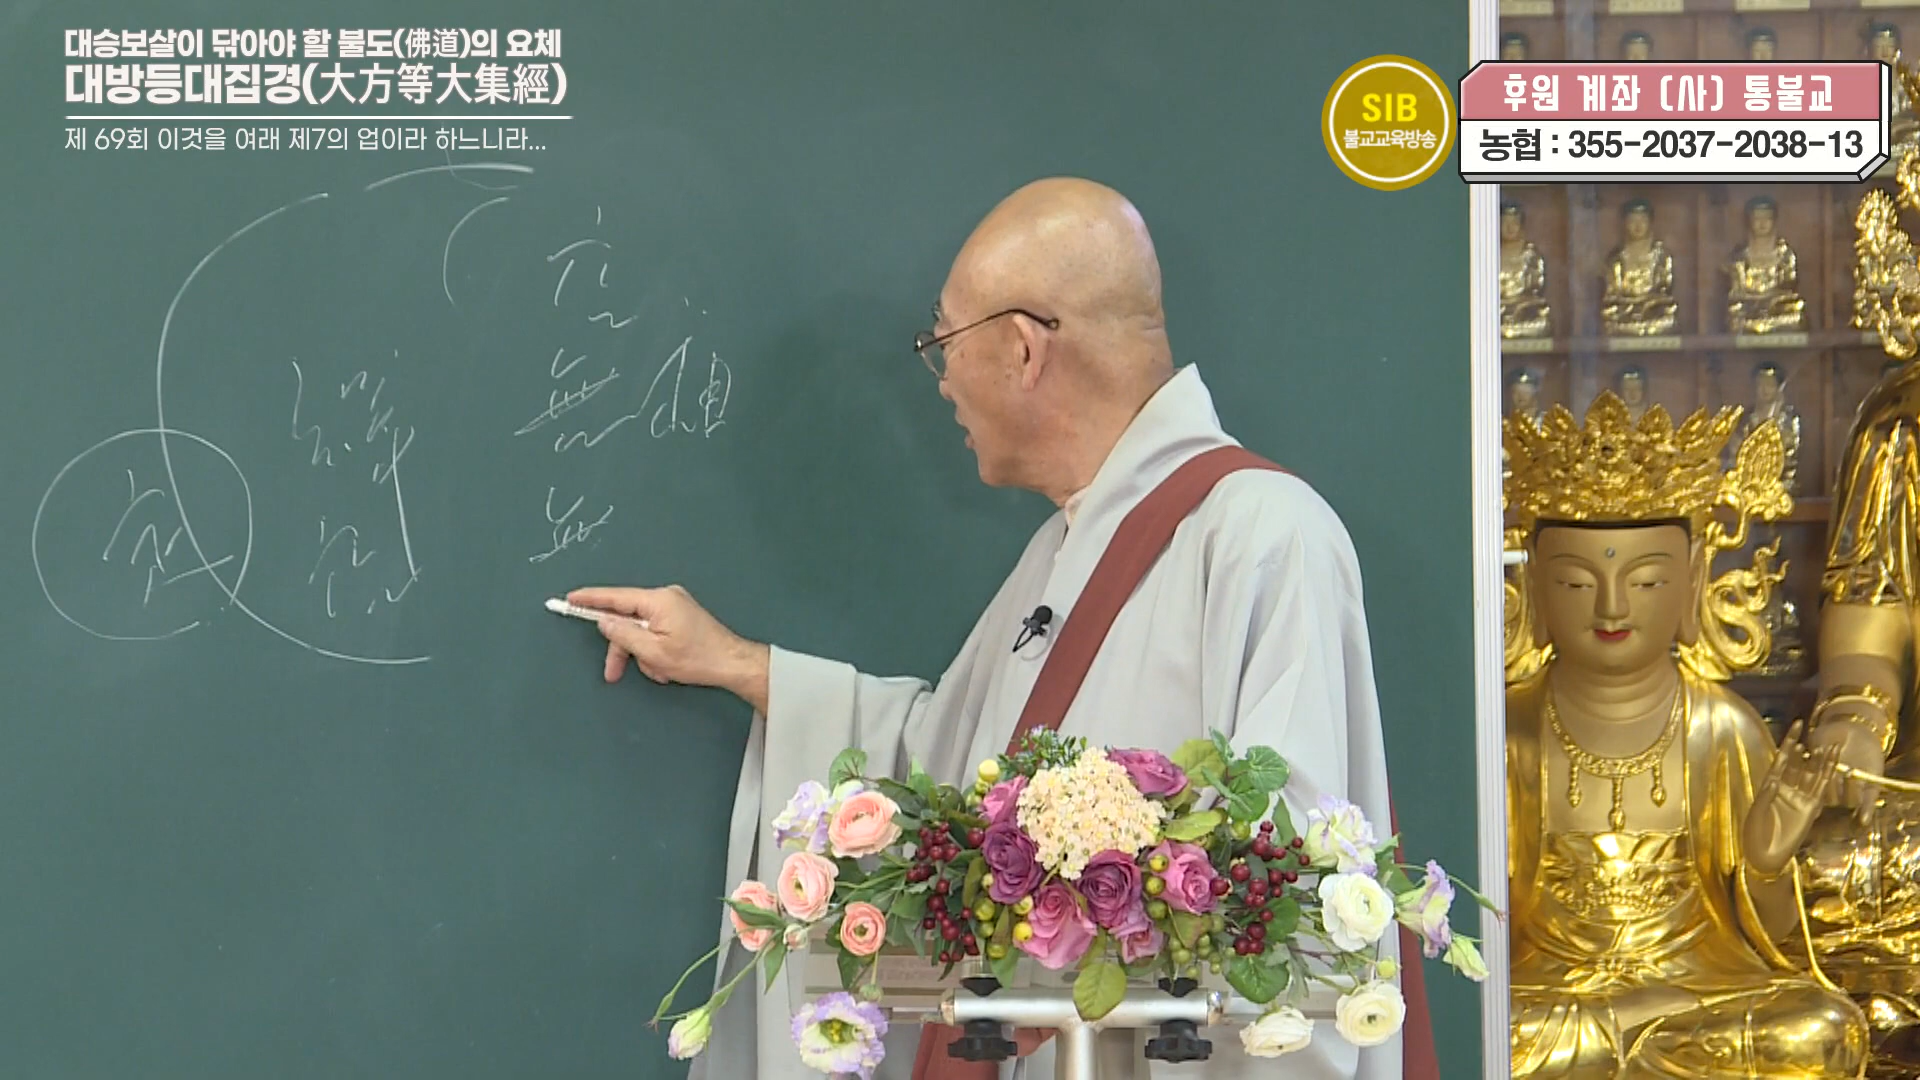 대승보살이 닦아야 할 불도(佛道)의 요체
대방등대집경(大方等大集經)
제 69회 이것을 여래 제7의 업이라 하느니라...
SIB
불교교육방송
후원 계좌 (사) 통불교
농협 : 355-2037-2038-13
無
無